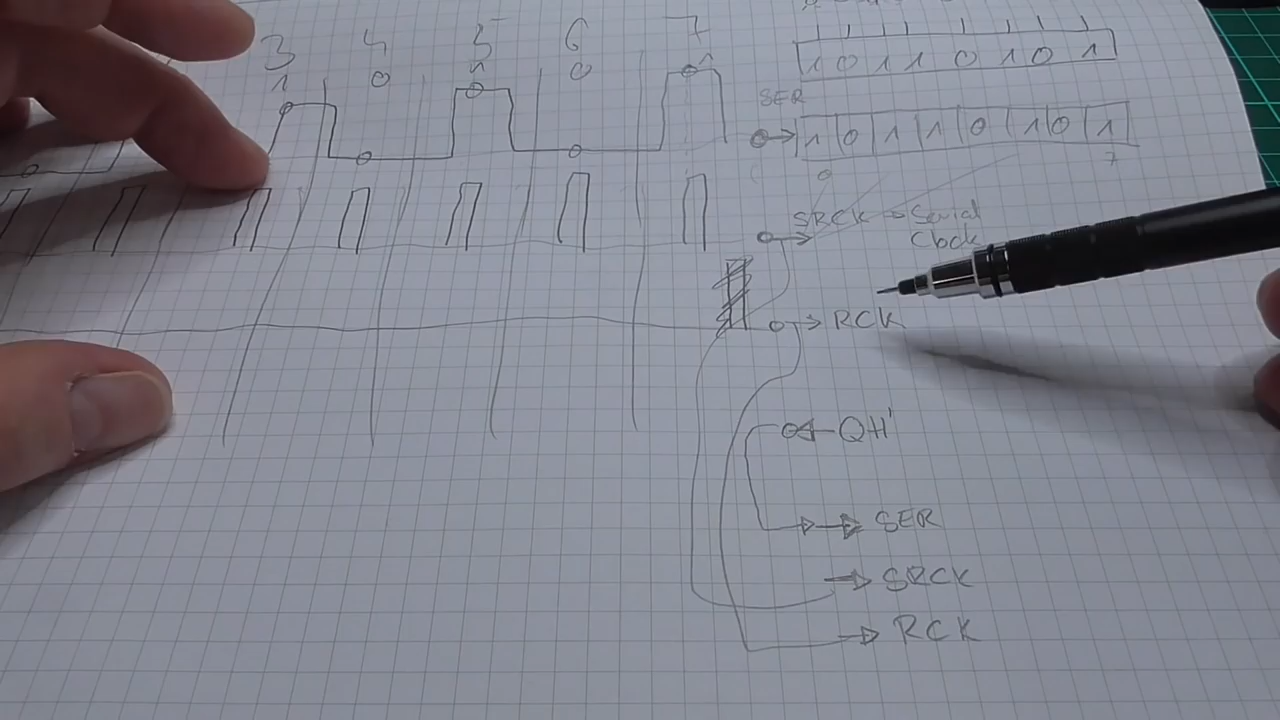 3 4 5 6 7
1 0 1 0 1
1 0 1 1 0 1 0 1
SER
1 0 1 1 0 1 0 1
0 7
SRCK → Serial
Clock
RCK
QH'
SER
SRCK
RCK